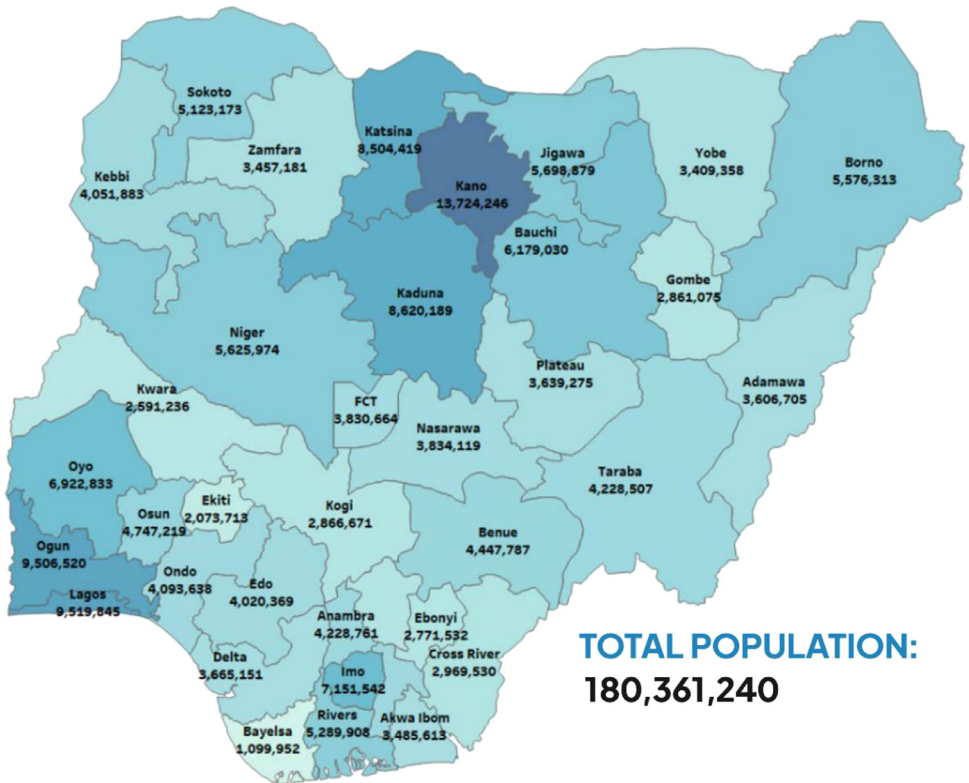 Sokoto
5,123,173
Katsina
8,504,419
Zamfara
3,457,181
Kebbi
4,051,883
Kano
13,724,246
Jigawa
5,698,879
Yobe
3,409,358
Borno
5,576,313
Bauchi
6,179,030
Gombe
2,861,075
Kaduna
8,620,189
Niger
5,625,974
Plateau
3,639,275
Adamawa
3,606,705
Kwara
2,591,236
FCT
3,830,664
Nasarawa
3,834,119
Taraba
4,228,507
Oyo
6,922,833
Osun
4,747,219
Ekiti
2,073,713
Kogi
2,866,671
Benue
4,447,787
Ogun
9,506,520
Lagos
9,519,845
Ondo
4,093,638
Edo
4,020,369
Anambra
4,228,761
Ebonyi
2,771,532
Cross River
2,969,530
Delta
3,665,151
Imo
7,151,542
Rivers
5,289,908
Akwa Ibom
3,485,613
Bayelsa
1,099,952
TOTAL POPULATION:
180,361,240